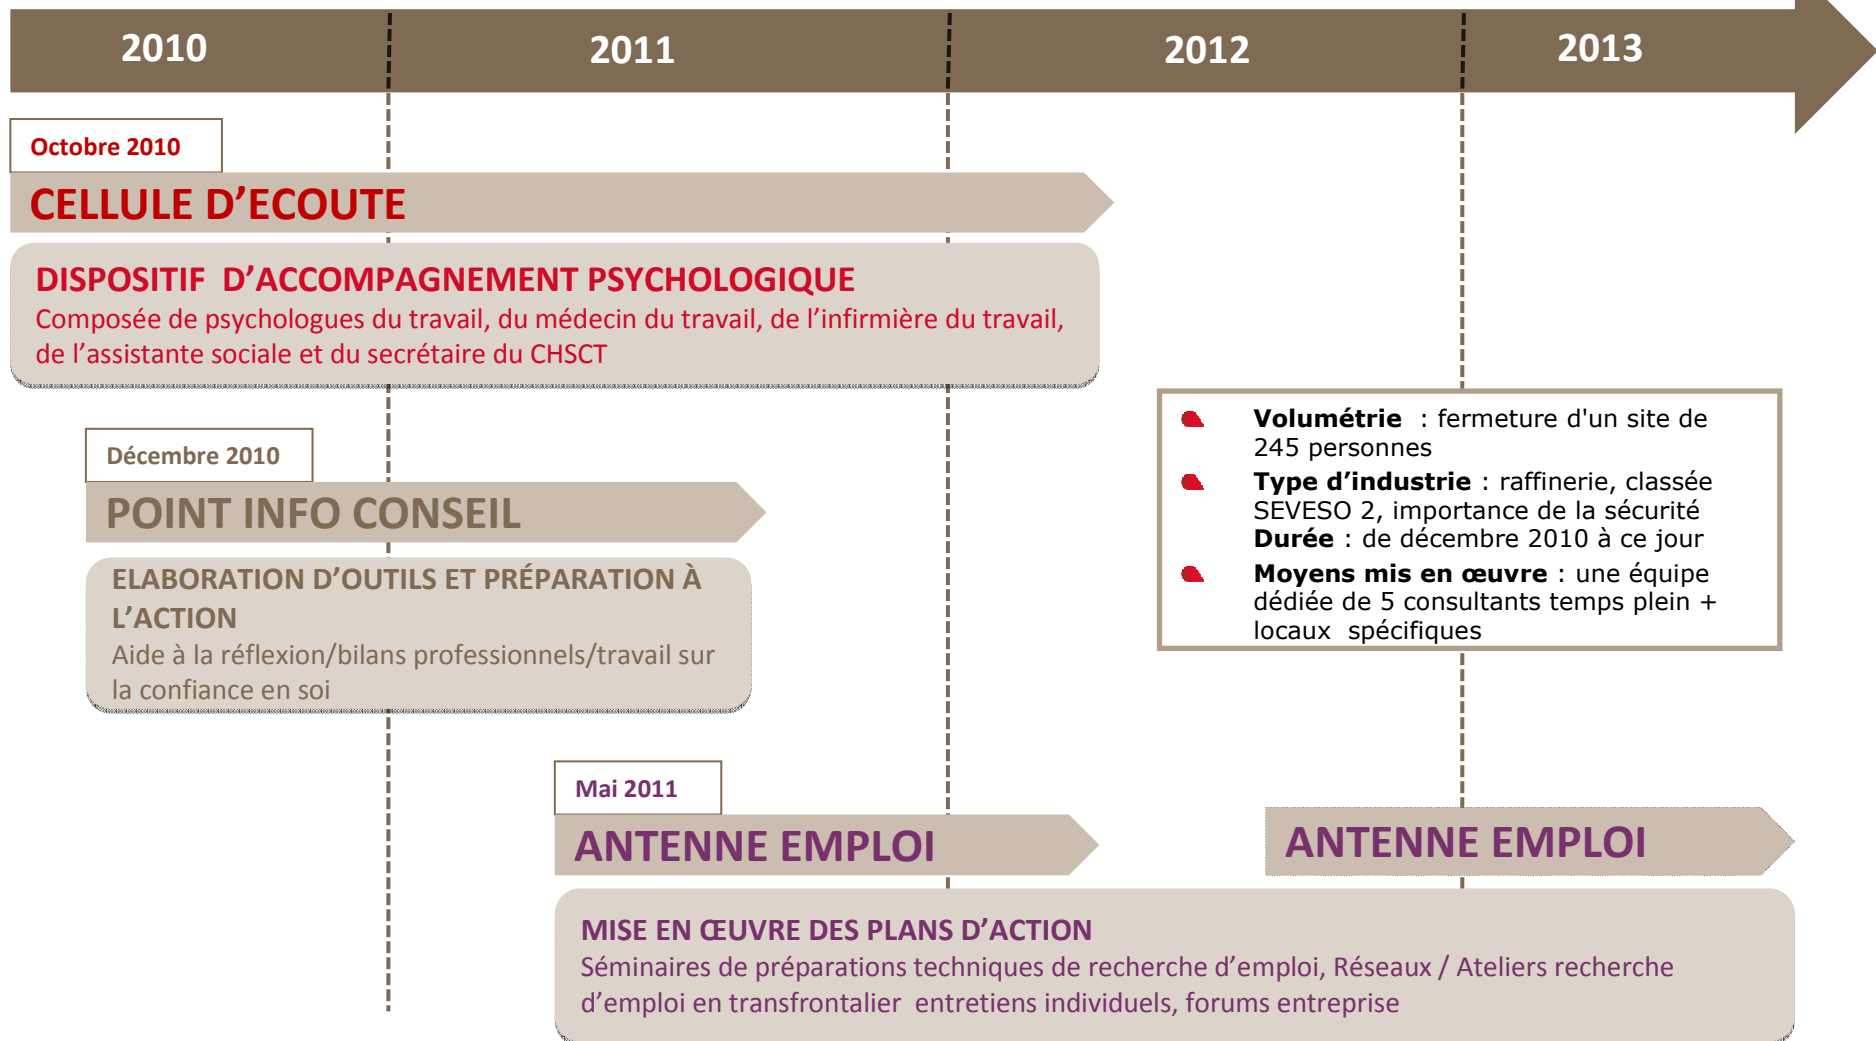 2010 2011 2012 2013
Octobre 2010
CELLULE D’ECOUTE
DISPOSITIF D’ACCOMPAGNEMENT PSYCHOLOGIQUE
Composée de psychologues du travail, du médecin du travail, de l’infirmière du travail,
de l’assistante sociale et du secrétaire du CHSCT
Décembre 2010
POINT INFO CONSEIL
ELABORATION D’OUTILS ET PRÉPARATION À
L’ACTION
Aide à la réflexion/bilans professionnels/travail sur
la confiance en soi
Volumétrie : fermeture d'un site de
245 personnes
Type d’industrie : raffinerie, classée
SEVESO 2, importance de la sécurité
Durée : de décembre 2010 à ce jour
Moyens mis en œuvre : une équipe
dédiée de 5 consultants temps plein +
locaux spécifiques
Mai 2011
ANTENNE EMPLOI
ANTENNE EMPLOI
MISE EN ŒUVRE DES PLANS D’ACTION
Séminaires de préparations techniques de recherche d’emploi, Réseaux / Ateliers recherche
d’emploi en transfrontalier entretiens individuels, forums entreprise